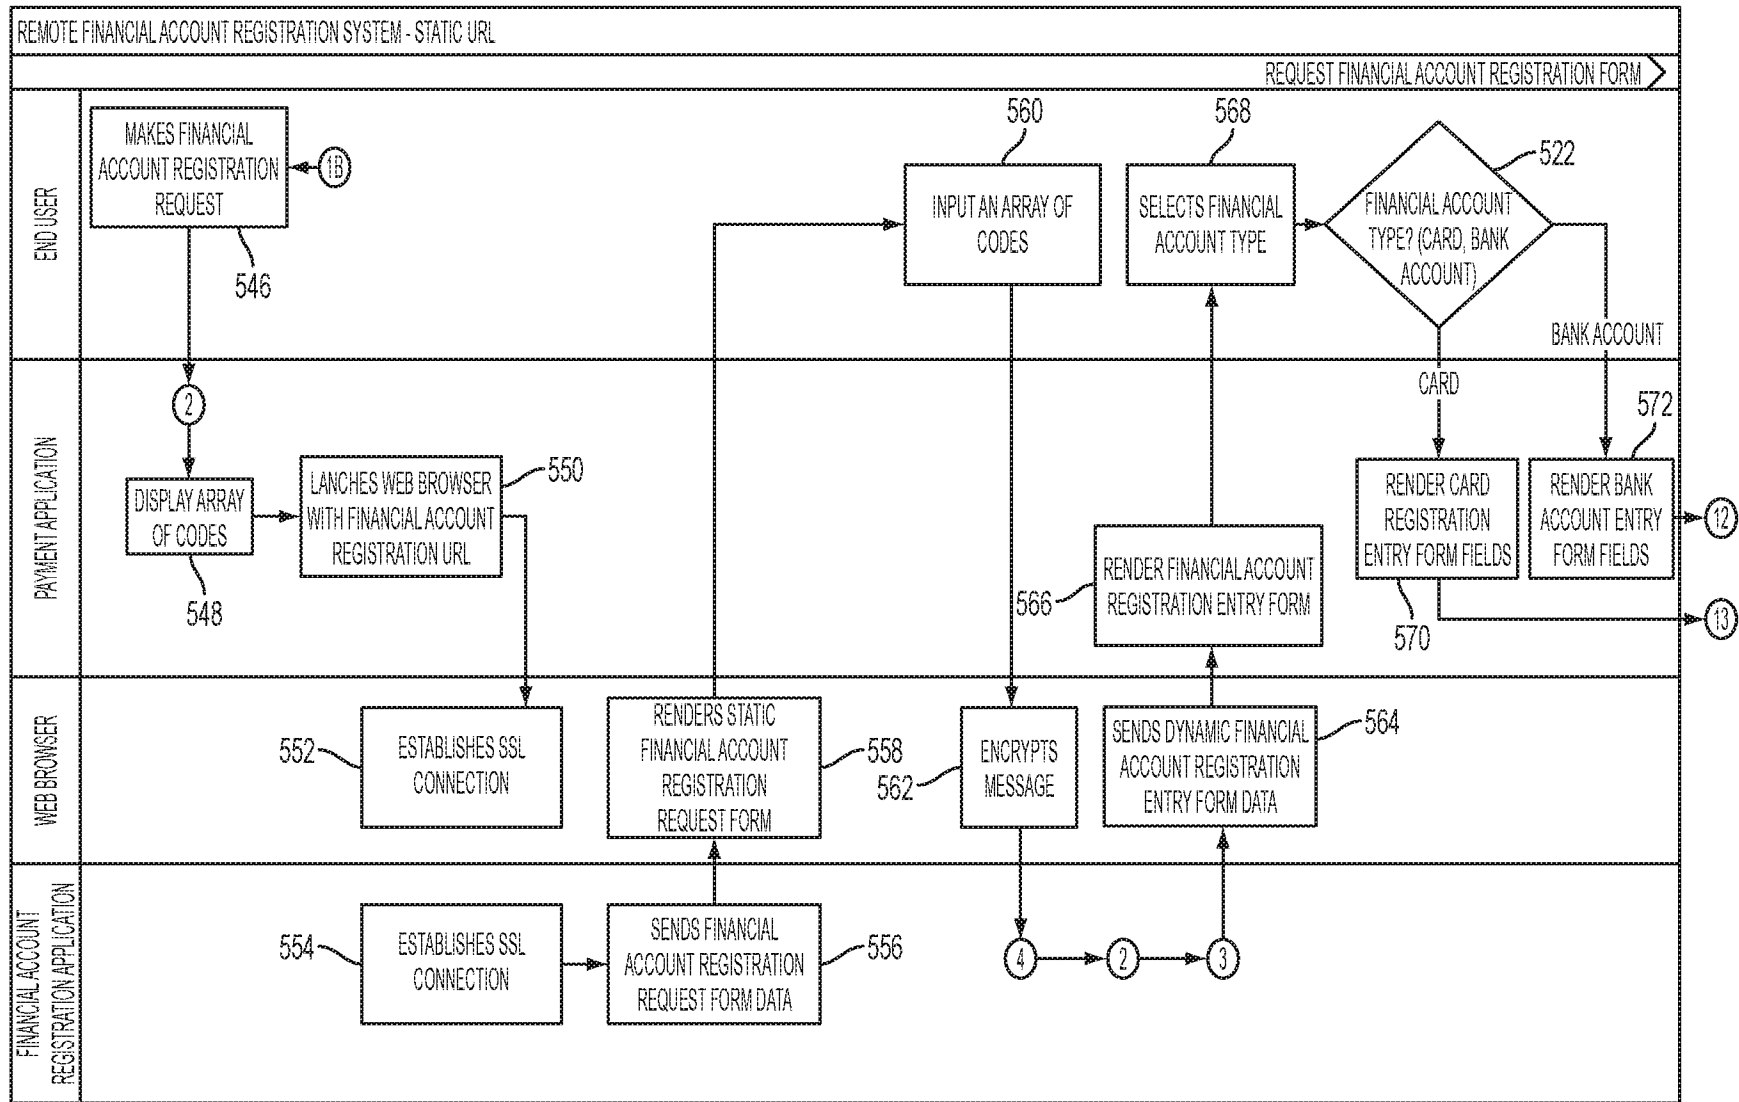 REMOTE FINANCIAL ACCOUNT REGISTRATION SYSTEM - STATIC URL
REQUEST FINANCIAL ACCOUNT REGISTRATION FORM
END USER
MAKES FINANCIAL
ACCOUNT REGISTRATION
REQUEST
1B
546
560
INPUT AN ARRAY OF
CODES
568
SELECTS FINANCIAL
ACCOUNT TYPE
522
FINANCIAL ACCOUNT
TYPE? (CARD, BANK
ACCOUNT)
BANK ACCOUNT
CARD
PAYMENT APPLICATION
2
DISPLAY ARRAY
OF CODES
548
LANCHES WEB BROWSER
WITH FINANCIAL ACCOUNT
REGISTRATION URL
550
566
RENDER FINANCIAL ACCOUNT
REGISTRATION ENTRY FORM
RENDER CARD
REGISTRATION
ENTRY FORM FIELDS
570
572
RENDER BANK
ACCOUNT ENTRY
FORM FIELDS
12
13
WEB BROWSER
552
ESTABLISHES SSL
CONNECTION
RENDERS STATIC
FINANCIAL ACCOUNT
REGISTRATION
REQUEST FORM
558
562
ENCRYPTS
MESSAGE
SENDS DYNAMIC FINANCIAL
ACCOUNT REGISTRATION
ENTRY FORM DATA
564
FINANCIAL ACCOUNT
REGISTRATION APPLICATION
554
ESTABLISHES SSL
CONNECTION
SENDS FINANCIAL
ACCOUNT REGISTRATION
REQUEST FORM DATA
556
4
2
3